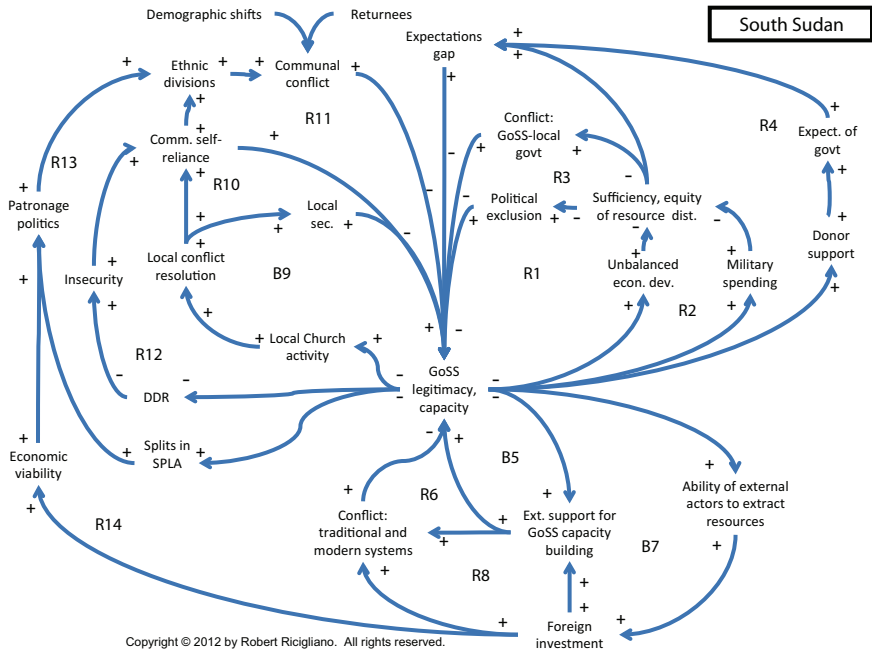 South Sudan
Demographic shifts
Returnees
Expectations
gap
Ethnic
divisions
Communal
conflict
R11
Conflict:
GoSS-local
govt
R4
Expect. of
govt
Comm. self-
reliance
R13
R10
R3
Patronage
politics
Local
sec.
Political
exclusion
Sufficiency, equity
of resource dist.
Donor
support
Insecurity
Local conflict
resolution
B9
R1
Unbalanced
econ. dev.
Military
spending
R2
R12
Local Church
activity
GoSS
legitimacy,
capacity
DDR
Economic
viability
Splits in
SPLA
B5
R6
Ability of external
actors to extract
resources
R14
Conflict:
traditional and
modern systems
Ext. support for
GoSS capacity
building
B7
R8
Foreign
investment
Copyright © 2012 by Robert Ricigliano. All rights reserved.